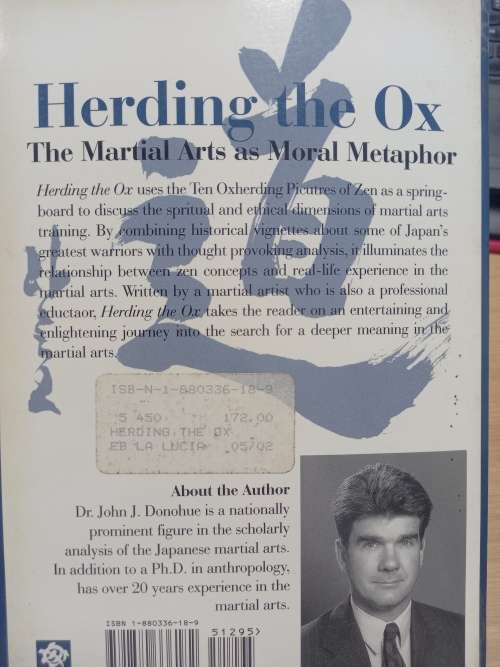 Herding the Ox
The Martial Arts as Moral Metaphor
Herding the Ox uses the Ten Oxherding Picutres of Zen as a spring-
board to discuss the spritual and ethical dimensions of martial arts
training. By combining historical vignettes about some of Japan's
greatest warriors with thought provoking analysis, it illuminates the
relationship between zen concepts and real-life experience in the
martial arts. Written by a martial artist who is also a professional
eductaor, Herding the Ox takes the reader on an entertaining and
enlightening journey into the search for a deeper meaning in the
martial arts.
道
ISB-N-1-880336-18-9
5 450 172.00
HERDING THE OX
EB LA LUCIA 05/02
About the Author
Dr. John J. Donohue is a nationally
prominent figure in the scholarly
analysis of the Japanese martial arts.
In addition to a Ph.D. in anthropology,
has over 20 years experience in the
martial arts.
ISBN 1-880336-18-9
51295>